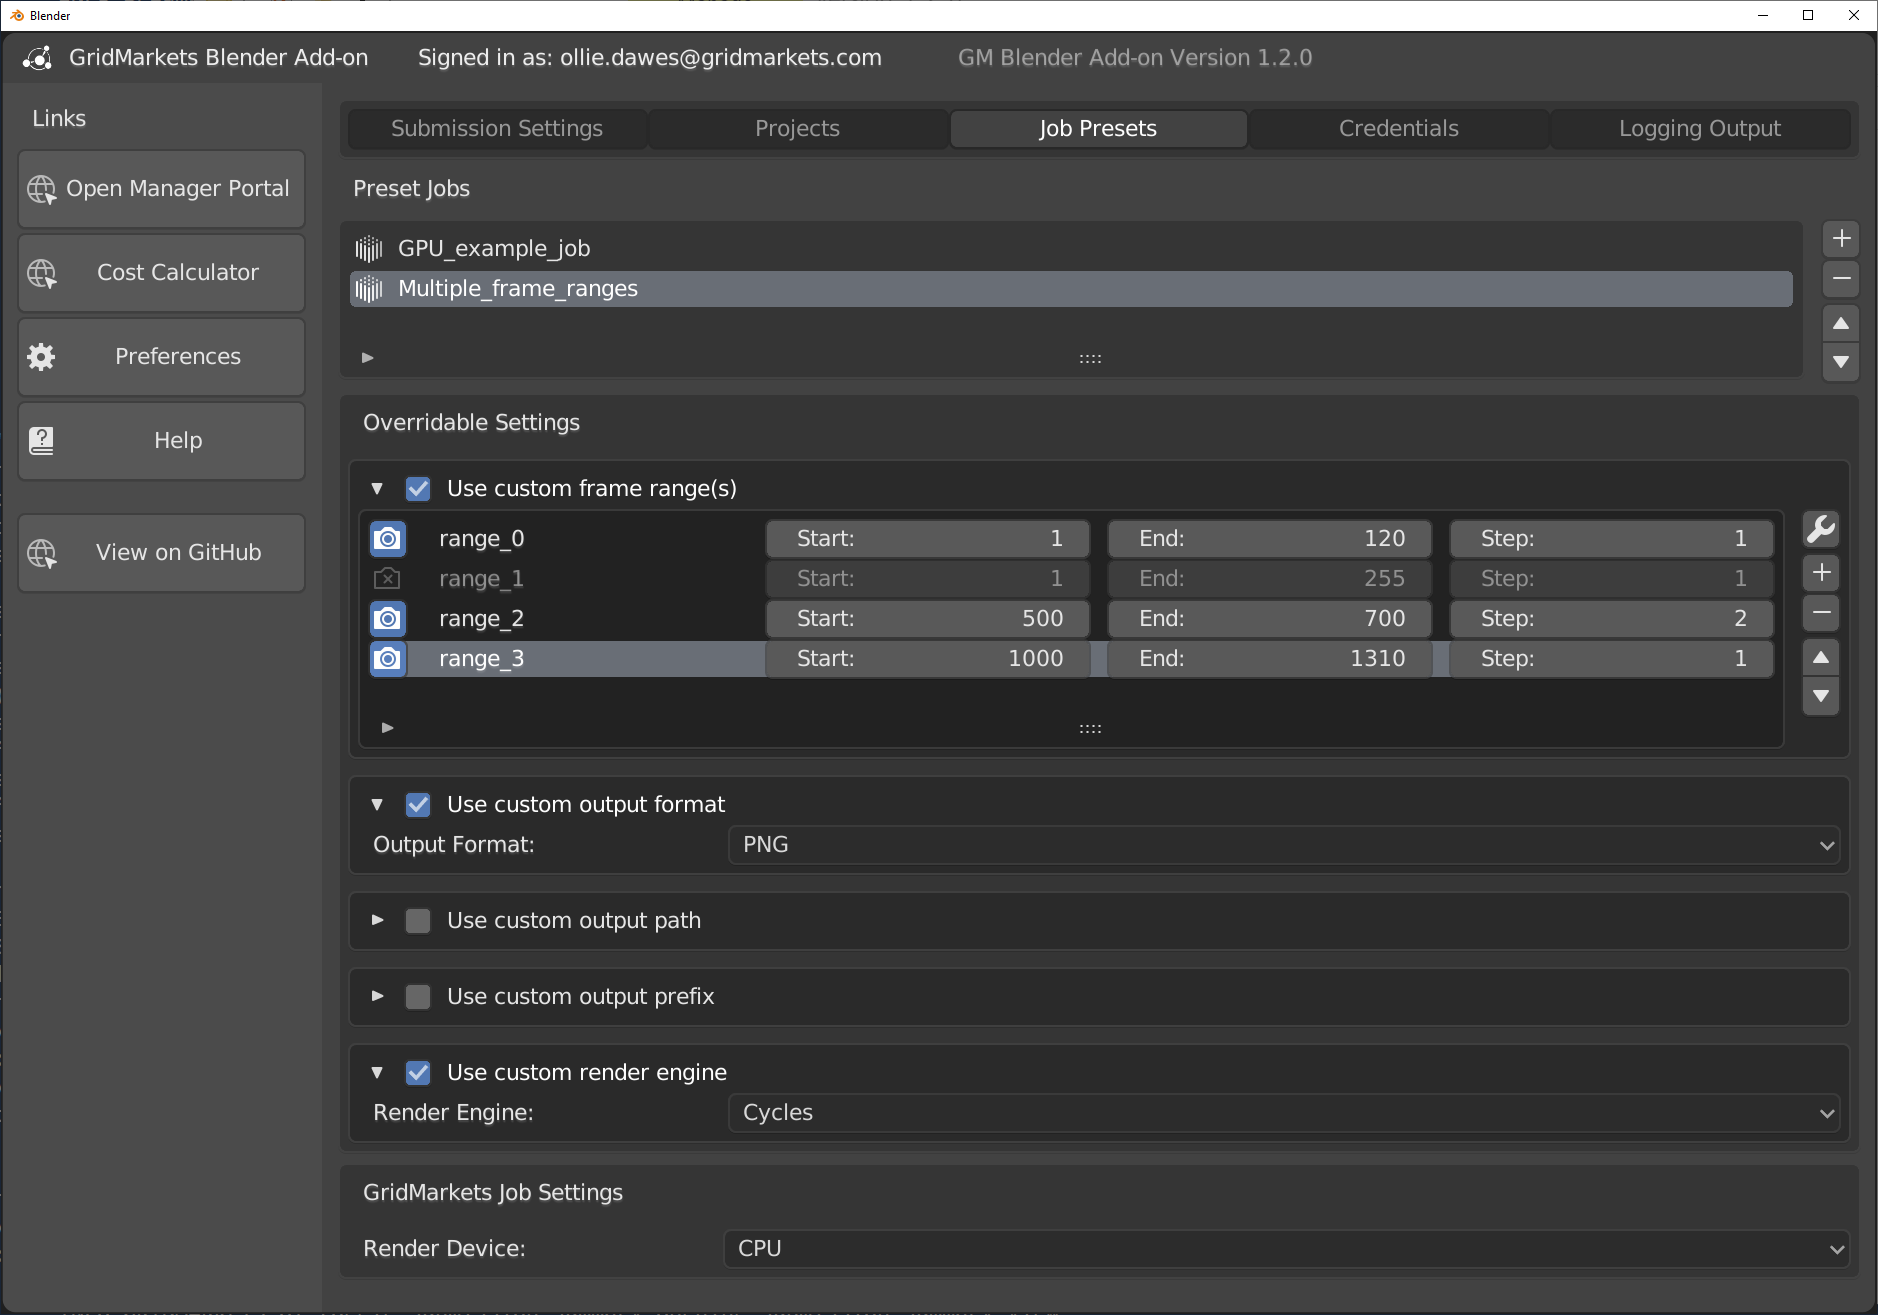 Blender
GridMarkets Blender Add-on Signed in as: ollie.dawes@gridmarkets.com GM Blender Add-on Version 1.2.0
Links
Open Manager Portal
Cost Calculator
Preferences
Help
View on GitHub
Submission Settings Projects Job Presets Credentials Logging Output
Preset Jobs
GPU_example_job
Multiple_frame_ranges
Overridable Settings
Use custom frame range(s)
range_0 Start: 1 End: 120 Step: 1
range_1 Start: 1 End: 255 Step: 1
range_2 Start: 500 End: 700 Step: 2
range_3 Start: 1000 End: 1310 Step: 1
Use custom output format
Output Format: PNG
Use custom output path
Use custom output prefix
Use custom render engine
Render Engine: Cycles
GridMarkets Job Settings
Render Device: CPU